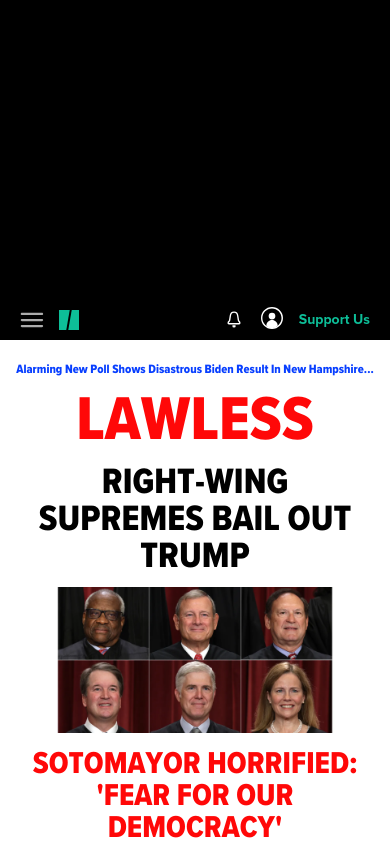 Support Us
Alarming New Poll Shows Disastrous Biden Result In New Hampshire...
LAWLESS
RIGHT-WING
SUPREMES BAIL OUT
TRUMP
SOTOMAYOR HORRIFIED:
'FEAR FOR OUR
DEMOCRACY'